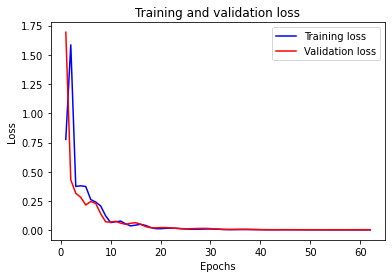 Training and validation loss
Training loss
Validation loss
1.75
1.50
1.25
1.00
0.75
0.50
0.25
0.00
Loss
0 10 20 30 40 50 60
Epochs